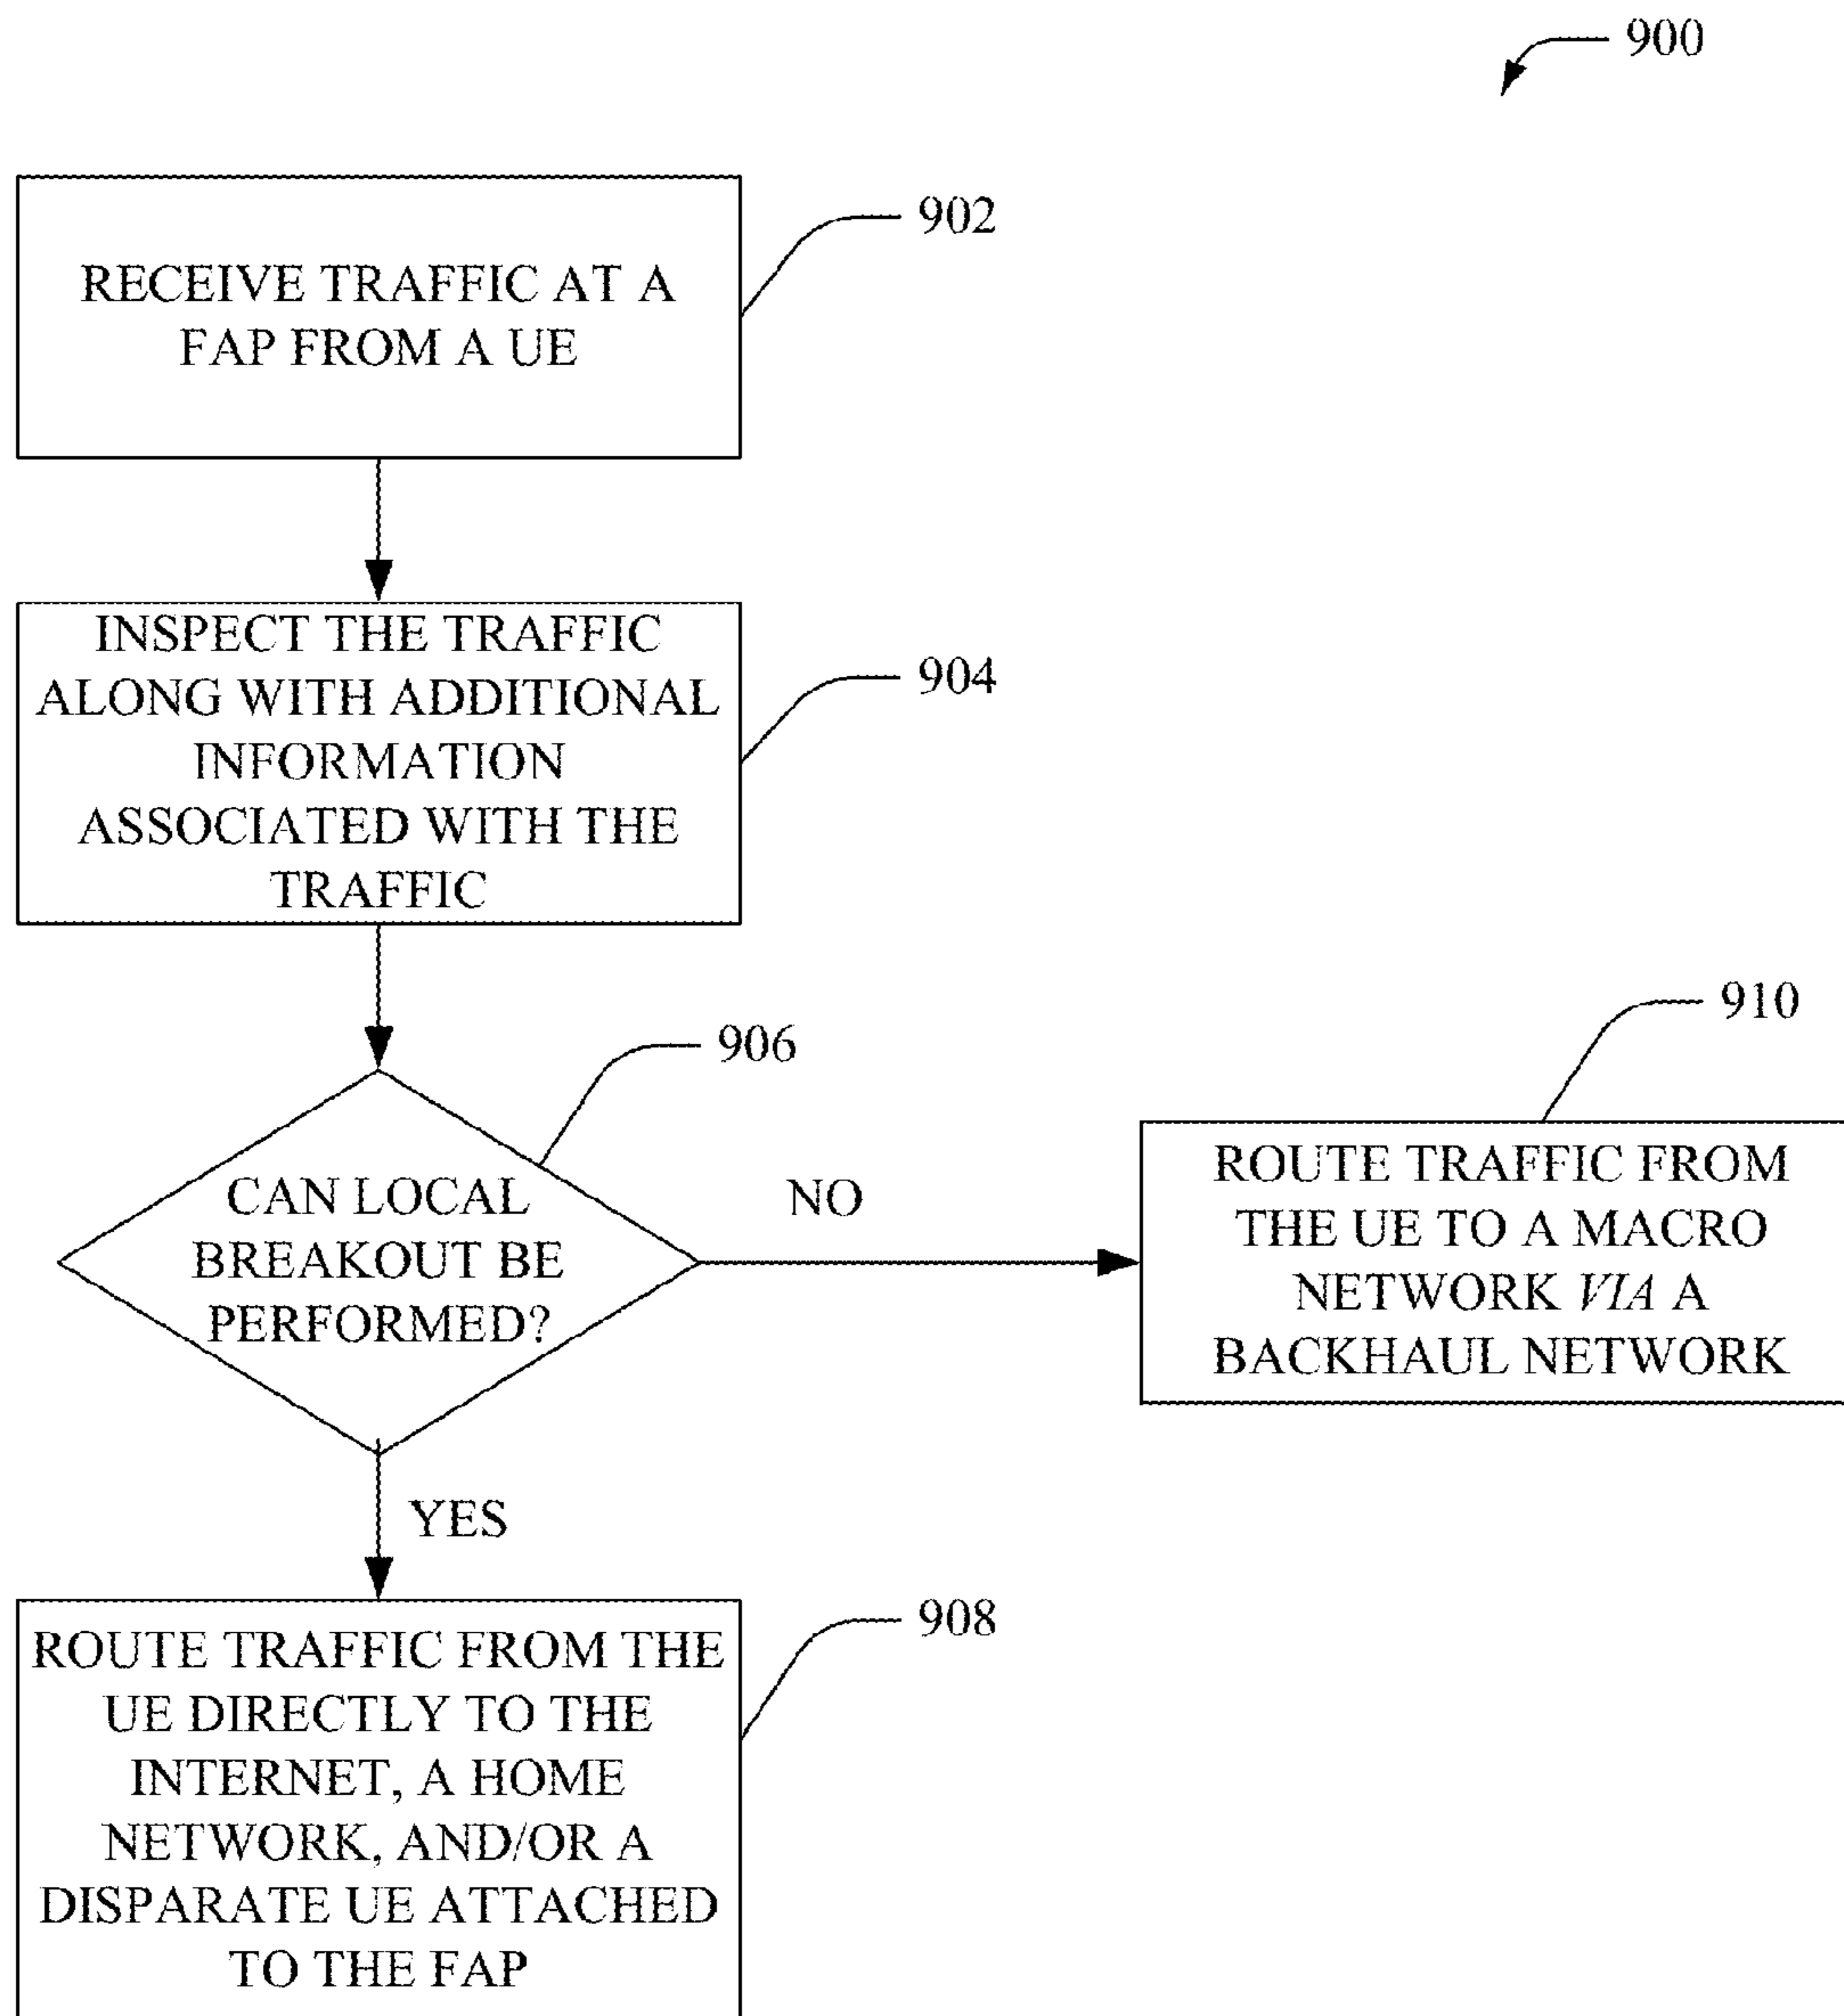 900
RECEIVE TRAFFIC AT A
FAP FROM A UE
902
INSPECT THE TRAFFIC
ALONG WITH ADDITIONAL
INFORMATION
ASSOCIATED WITH THE
TRAFFIC
904
CAN LOCAL
BREAKOUT BE
PERFORMED?
906
NO
ROUTE TRAFFIC FROM
THE UE TO A MACRO
NETWORK VIA A
BACKHAUL NETWORK
910
YES
ROUTE TRAFFIC FROM THE
UE DIRECTLY TO THE
INTERNET, A HOME
NETWORK, AND/OR A
DISPARATE UE ATTACHED
TO THE FAP
908